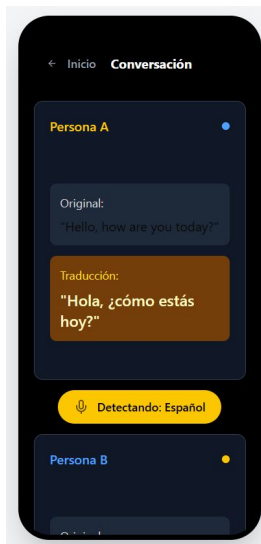 ← Inicio Conversación
Persona A
Original:
"Hello, how are you today?"
Traducción:
"Hola, ¿cómo estás
hoy?"
Detectando: Español
Persona B